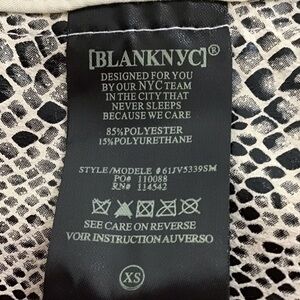 [BLANKNYC]®
DESIGNED FOR YOU
BY OUR NYC TEAM
IN THE CITY THAT
NEVER SLEEPS
BECAUSE WE CARE
85%POLYESTER
15%POLYURETHANE
STYLE/MODELE #61JV5339SM
PO# 110088
RN# 114542
SEE CARE ON REVERSE
VOIR INSTRUCTION AUVERSO
XS